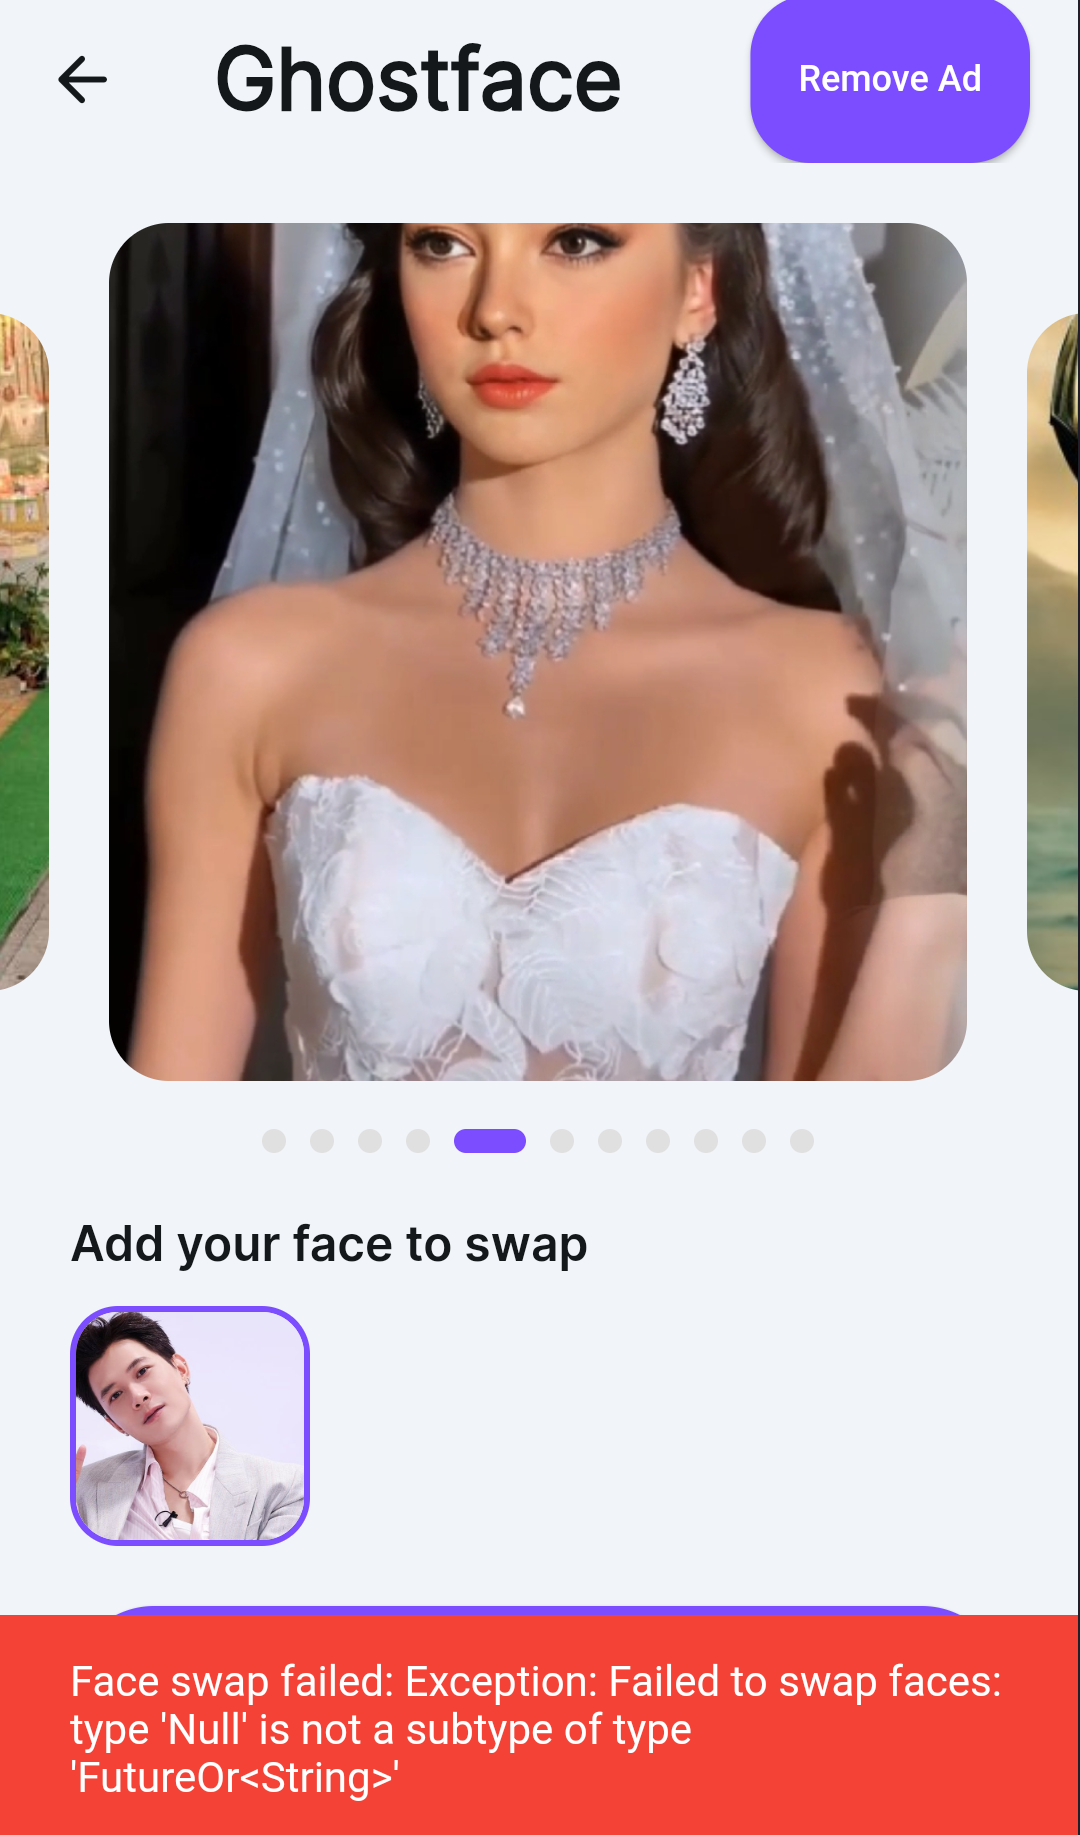 Ghostface
Remove Ad
Add your face to swap
Face swap failed: Exception: Failed to swap faces:
type 'Null' is not a subtype of type
'FutureOr<String>'